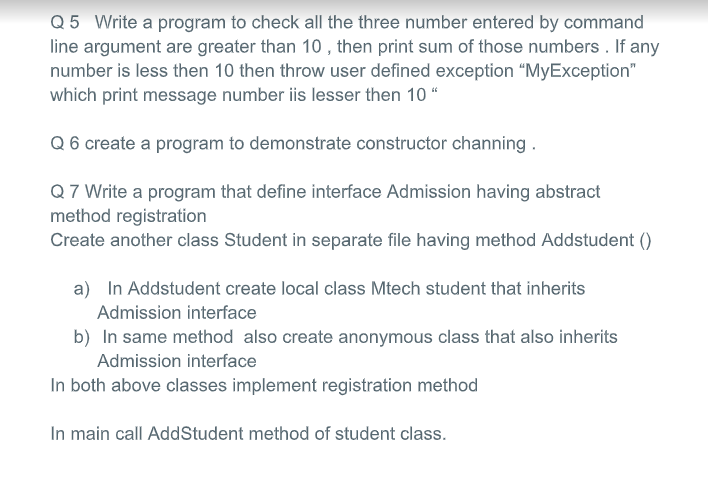 Q 5 Write a program to check all the three number entered by command
line argument are greater than 10 , then print sum of those numbers . If any
number is less then 10 then throw user defined exception “MyException”
which print message number iis lesser then 10 “
Q 6 create a program to demonstrate constructor channing .
Q 7 Write a program that define interface Admission having abstract
method registration
Create another class Student in separate file having method Addstudent ()
a) In Addstudent create local class Mtech student that inherits
Admission interface
b) In same method also create anonymous class that also inherits
Admission interface
In both above classes implement registration method
In main call AddStudent method of student class.